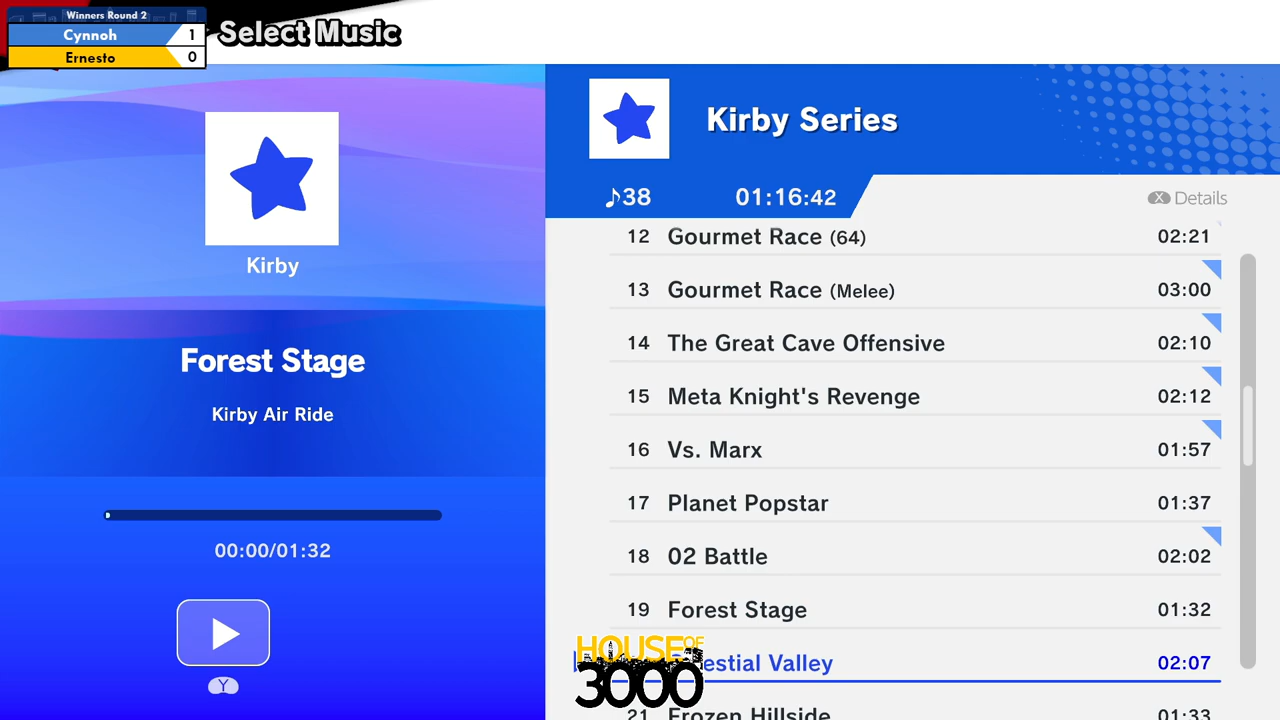 Winners Round 2
Cynnoh 1
Ernesto 0
Select Music
Kirby
Forest Stage
Kirby Air Ride
00:00/01:32
Y
Kirby Series
♪38 01:16:42
X Details
12 Gourmet Race (64) 02:21
13 Gourmet Race (Melee) 03:00
14 The Great Cave Offensive 02:10
15 Meta Knight's Revenge 02:12
16 Vs. Marx 01:57
17 Planet Popstar 01:37
18 02 Battle 02:02
19 Forest Stage 01:32
estial Valley 02:07
21 Frozen Hillside 01:33
HOUSE OF
3000